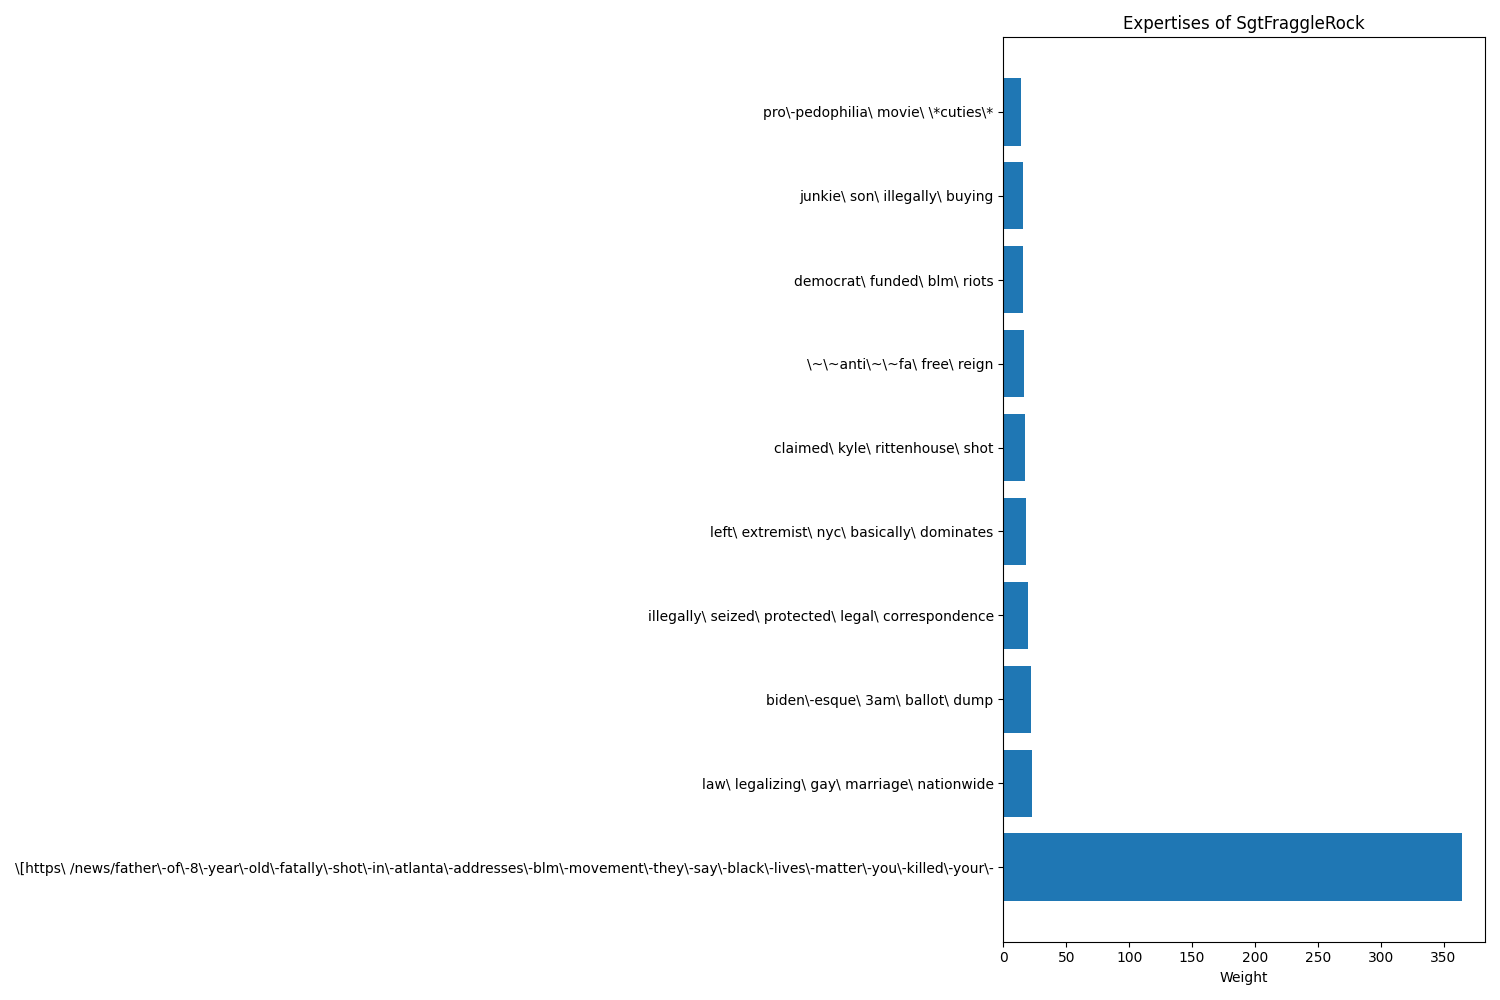 Expertises of SgtFraggleRock
pro\-pedophilia\ movie\ \*cuties\*
junkie\ son\ illegally\ buying
democrat\ funded\ blm\ riots
\~\~anti\~\~fa\ free\ reign
claimed\ kyle\ rittenhouse\ shot
left\ extremist\ nyc\ basically\ dominates
illegally\ seized\ protected\ legal\ correspondence
biden\-esque\ 3am\ ballot\ dump
law\ legalizing\ gay\ marriage\ nationwide
\[https\ /news/father\-of\-8\-year\-old\-fatally\-shot\-in\-atlanta\-addresses\-blm\-movement\-they\-say\-black\-lives\-matter\-you\-killed\-your\-
0 50 100 150 200 250 300 350
Weight